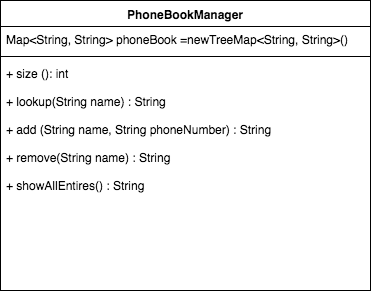 PhoneBookManager
Map<String, String> phoneBook =newTreeMap<String, String>()
+ size (): int
+ lookup(String name) : String
+ add (String name, String phoneNumber) : String
+ remove(String name) : String
+ showAllEntires() : String